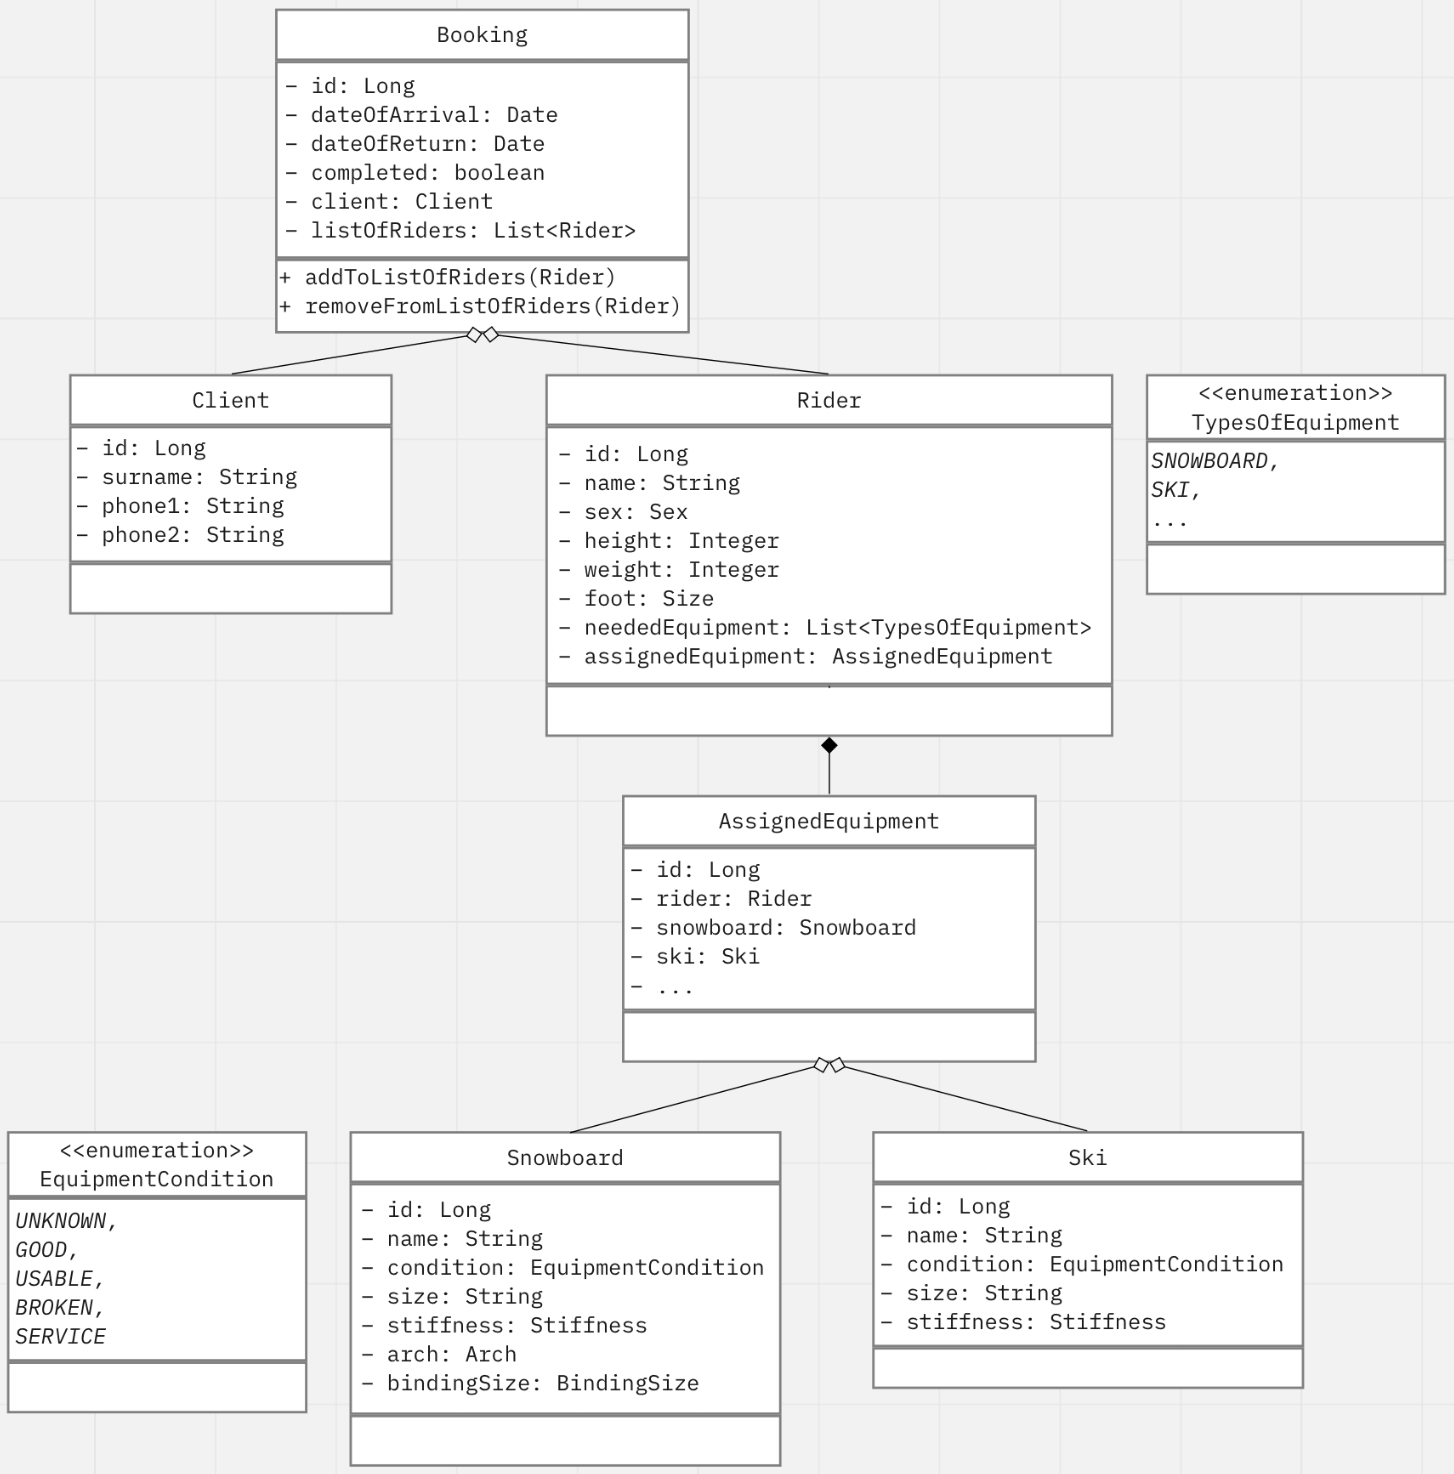 Booking
– id: Long
– dateOfArrival: Date
– dateOfReturn: Date
– completed: boolean
– client: Client
– listOfRiders: List<Rider>
+ addToListOfRiders(Rider)
+ removeFromListOfRiders(Rider)
Client
– id: Long
– surname: String
– phone1: String
– phone2: String
Rider
– id: Long
– name: String
– sex: Sex
– height: Integer
– weight: Integer
– foot: Size
– neededEquipment: List<TypesOfEquipment>
– assignedEquipment: AssignedEquipment
<<enumeration>>
TypesOfEquipment
SNOWBOARD,
SKI,
...
AssignedEquipment
– id: Long
– rider: Rider
– snowboard: Snowboard
– ski: Ski
– ...
<<enumeration>>
EquipmentCondition
UNKNOWN,
GOOD,
USABLE,
BROKEN,
SERVICE
Snowboard
– id: Long
– name: String
– condition: EquipmentCondition
– size: String
– stiffness: Stiffness
– arch: Arch
– bindingSize: BindingSize
Ski
– id: Long
– name: String
– condition: EquipmentCondition
– size: String
– stiffness: Stiffness